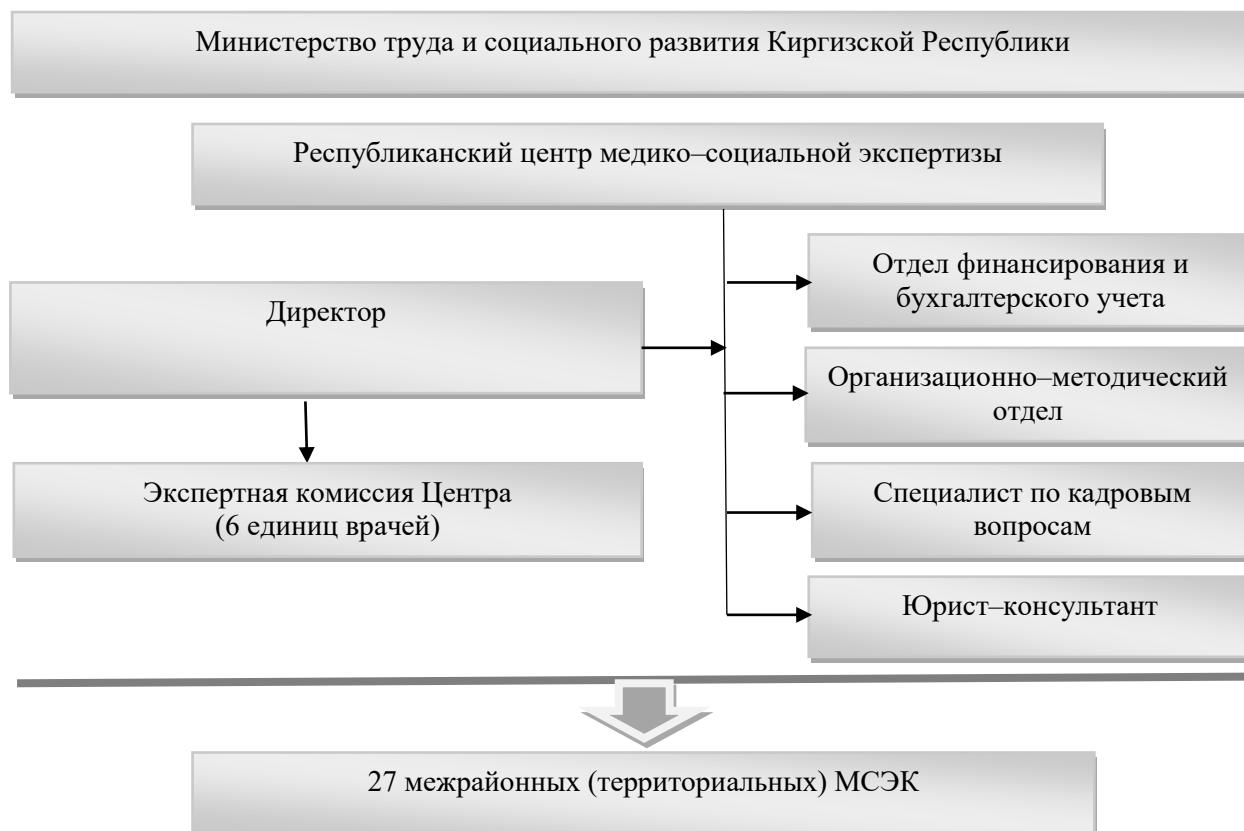 Министерство труда и социального развития Киргизской Республики
Республиканский центр медико–социальной экспертизы
Отдел финансирования и
бухгалтерского учета
Директор
Организационно–методический
отдел
Экспертная комиссия Центра
(6 единиц врачей)
Специалист по кадровым
вопросам
Юрист–консультант
27 межрайонных (территориальных) МСЭК